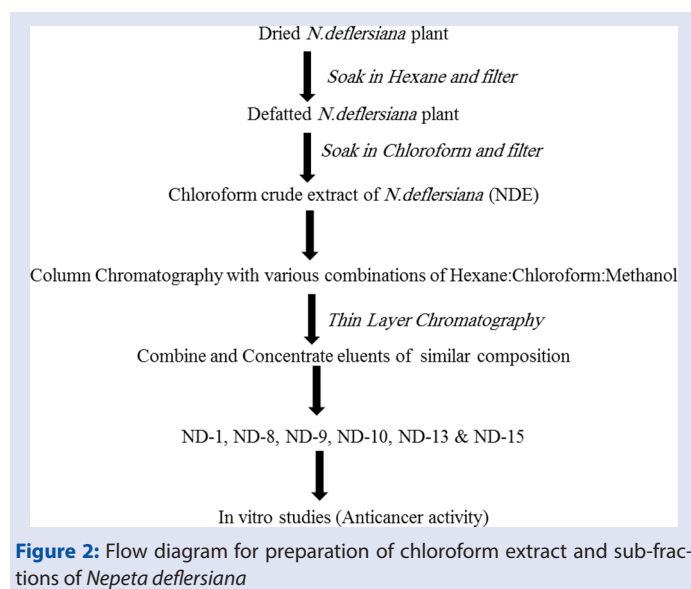 Dried N.deflersiana plant
Soak in Hexane and filter
Defatted N.deflersiana plant
Soak in Chloroform and filter
Chloroform crude extract of N.deflersiana (NDE)
Column Chromatography with various combinations of Hexane:Chloroform:Methanol
Thin Layer Chromatography
Combine and Concentrate eluents of similar composition
ND-1, ND-8, ND-9, ND-10, ND-13 & ND-15
In vitro studies (Anticancer activity)
Figure 2: Flow diagram for preparation of chloroform extract and sub-frac-
tions of Nepeta deflersiana